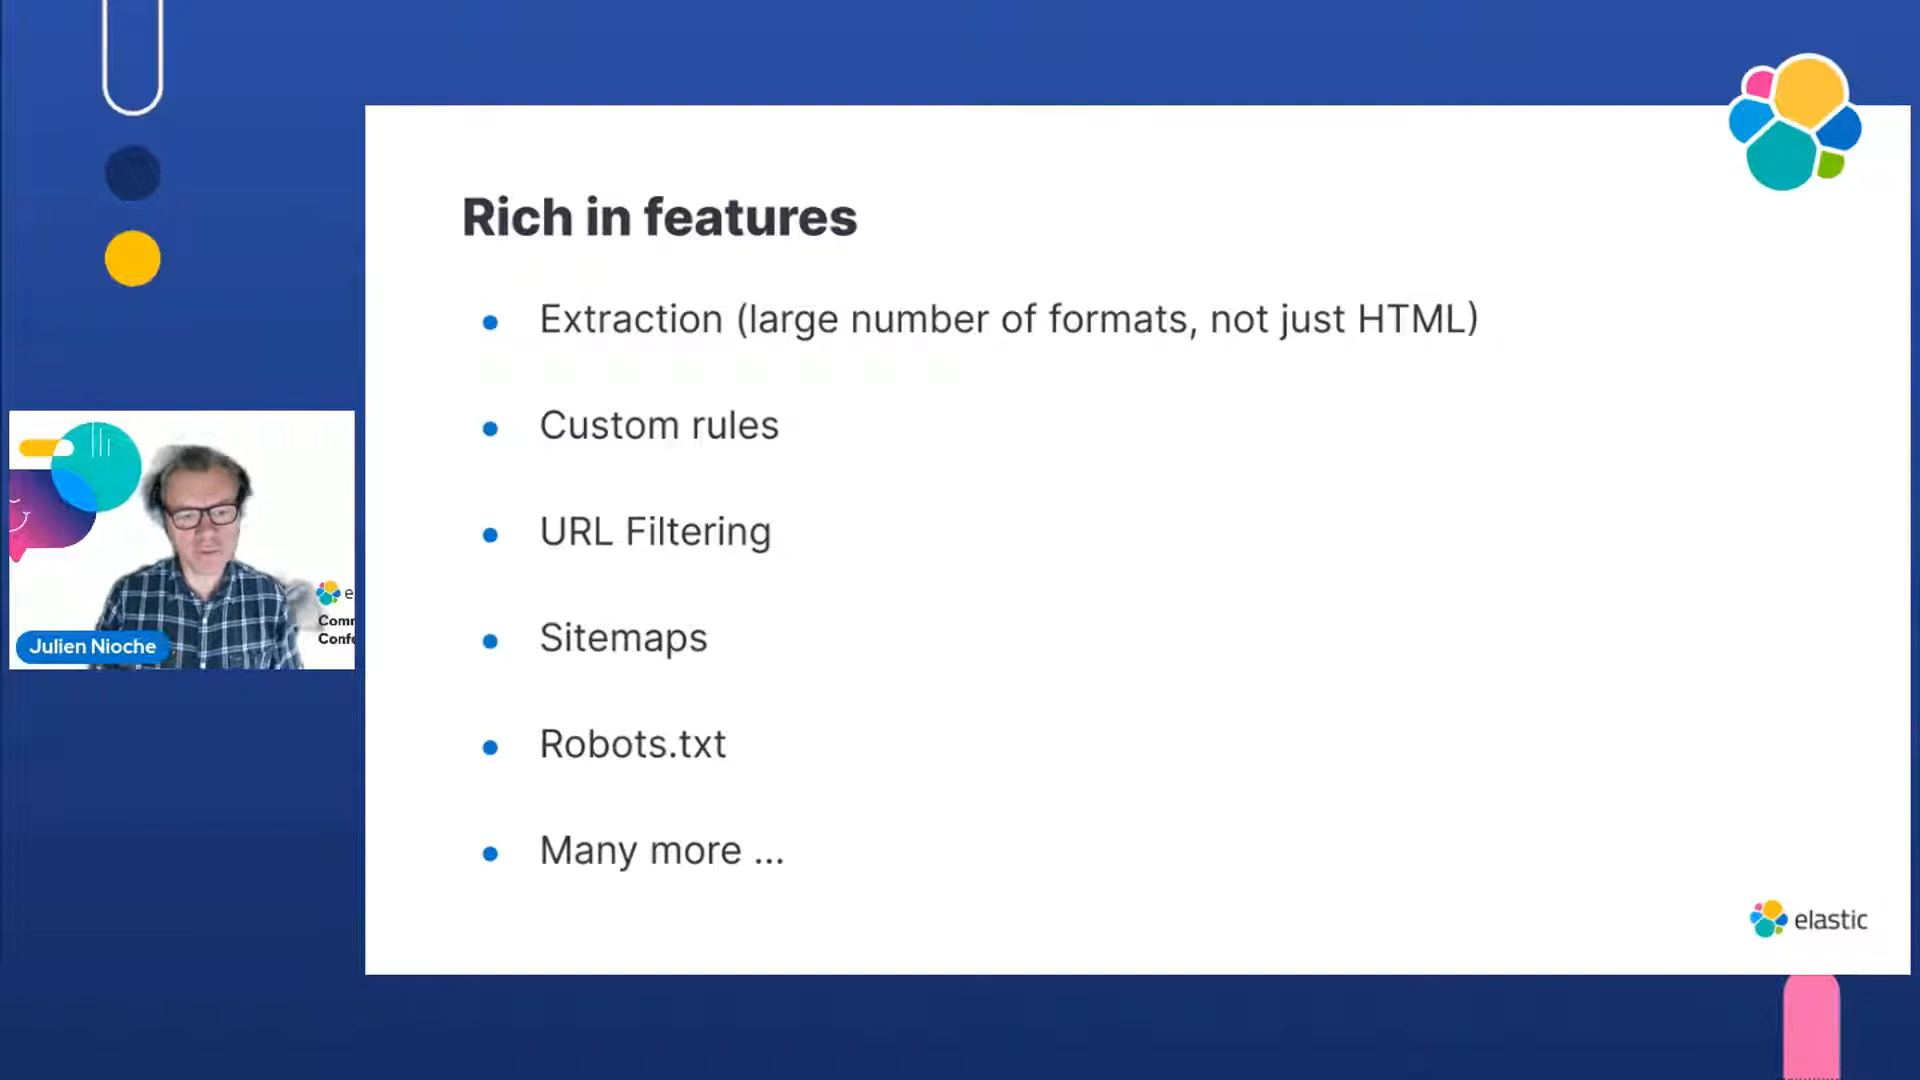 Rich in features
Extraction (large number of formats, not just HTML)
Custom rules
URL Filtering
Sitemaps
Robots.txt
Many more ...
elastic
Julien Nioche